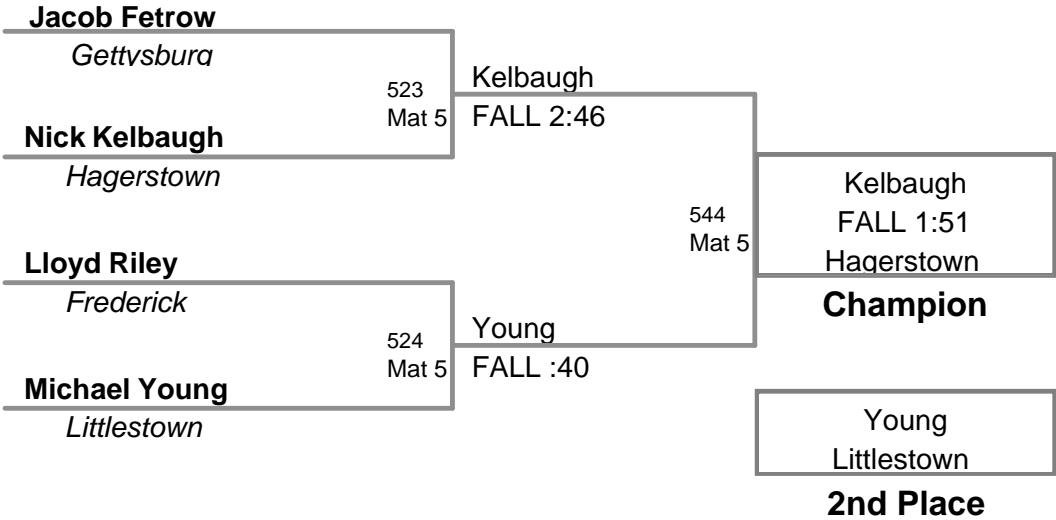 Jacob Fetrow
Gettysburg
523
Mat 5
Kelbaugh
FALL 2:46
Nick Kelbaugh
Hagerstown
544
Mat 5
Kelbaugh
FALL 1:51
Hagerstown
Champion
Lloyd Riley
Frederick
524
Mat 5
Young
FALL :40
Michael Young
Littlestown
Young
Littlestown
2nd Place